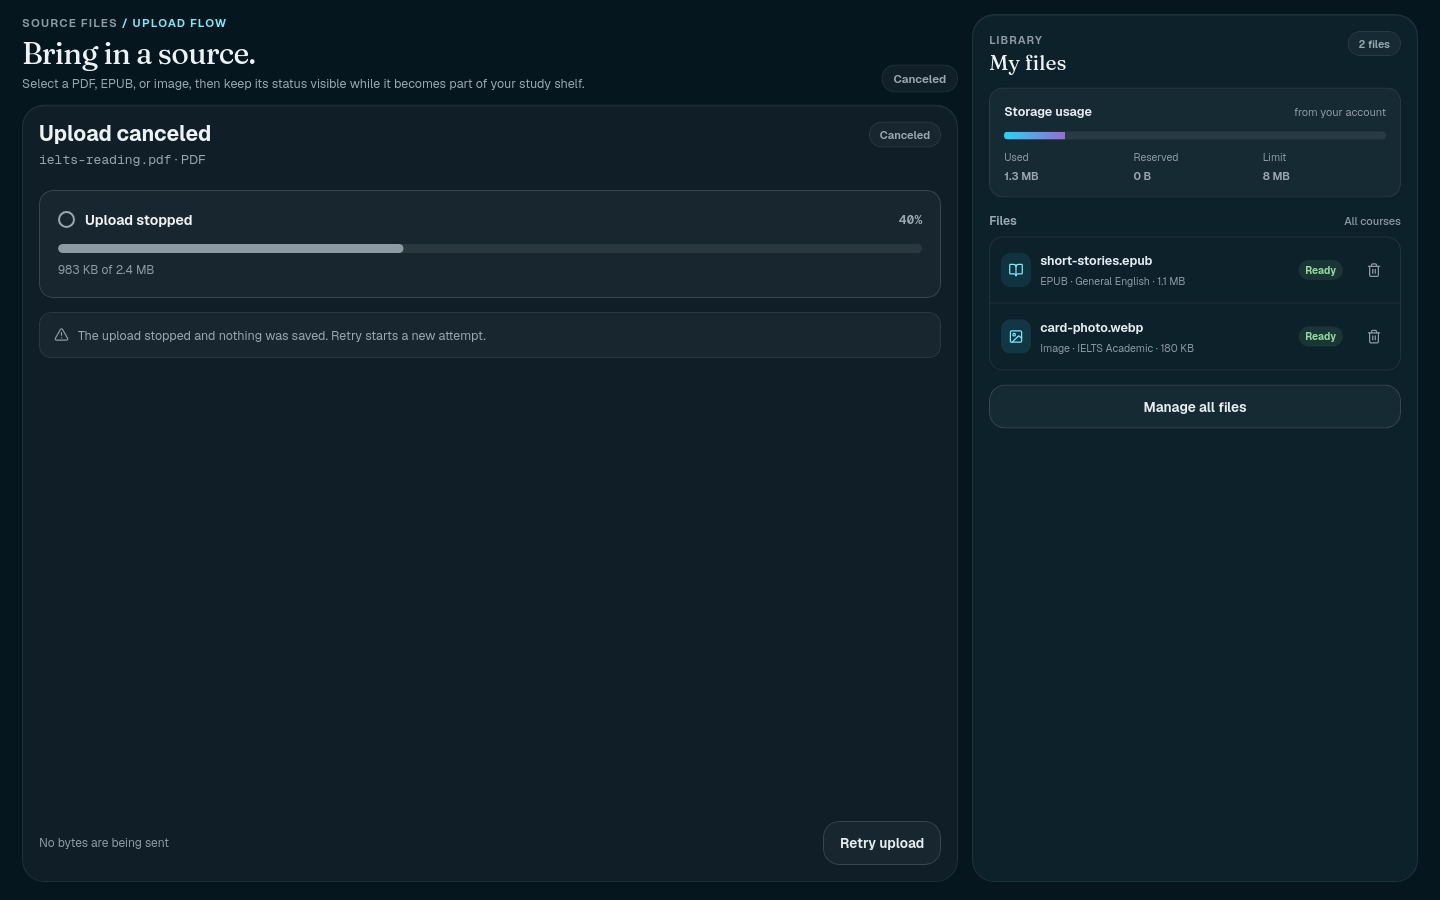 SOURCE FILES / UPLOAD FLOW
Bring in a source.
Select a PDF, EPUB, or image, then keep its status visible while it becomes part of your study shelf.
Canceled
Upload canceled
Canceled
ielts-reading.pdf · PDF
Upload stopped
40%
983 KB of 2.4 MB
The upload stopped and nothing was saved. Retry starts a new attempt.
No bytes are being sent
Retry upload
LIBRARY
2 files
My files
Storage usage
from your account
Used
Reserved
Limit
1.3 MB
0 B
8 MB
Files
All courses
short-stories.epub
EPUB · General English · 1.1 MB
Ready
card-photo.webp
Image · IELTS Academic · 180 KB
Ready
Manage all files